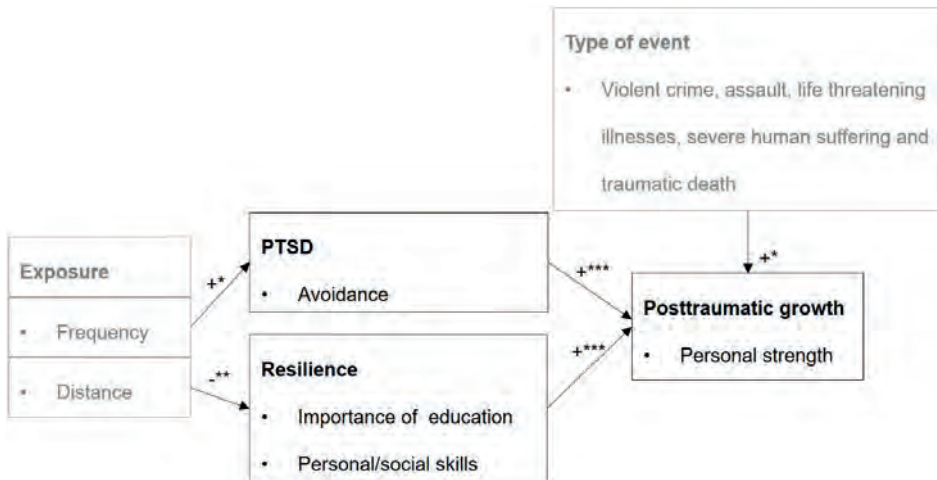 Type of event
• Violent crime, assault, life threatening
illnesses, severe human suffering and
traumatic death
PTSD
• Avoidance
Exposure
• Frequency
• Distance
+*
-**
Resilience
• Importance of education
• Personal/social skills
+***
+***
+*
Posttraumatic growth
• Personal strength